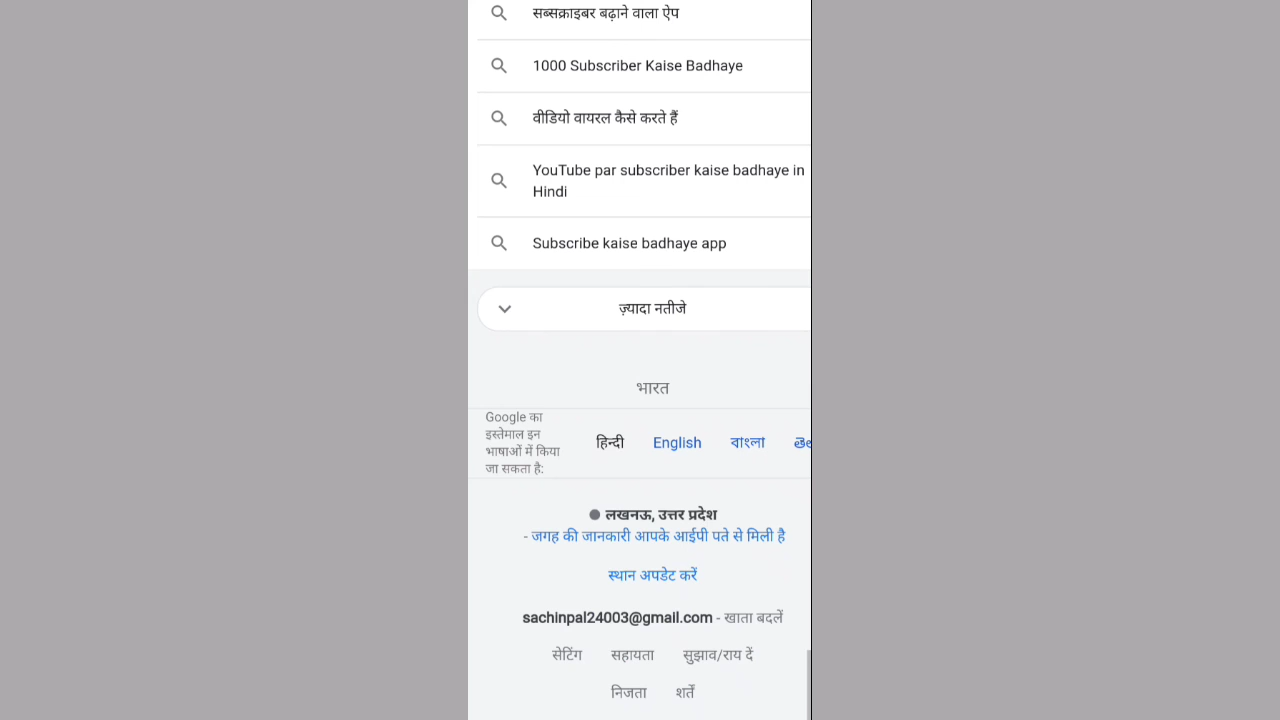 सब्सक्राइबर बढ़ाने वाला ऐप
1000 Subscriber Kaise Badhaye
वीडियो वायरल कैसे करते हैं
YouTube par subscriber kaise badhaye in
Hindi
Subscribe kaise badhaye app
ज़्यादा नतीजे
भारत
Google का
इस्तेमाल इन
भाषाओं में किया
जा सकता है:
हिन्दी English বাংলা
लखनऊ, उत्तर प्रदेश
- जगह की जानकारी आपके आईपी पते से मिली है
स्थान अपडेट करें
sachinpal24003@gmail.com - खाता बदलें
सेटिंग सहायता सुझाव/राय दें
निजता शर्तें